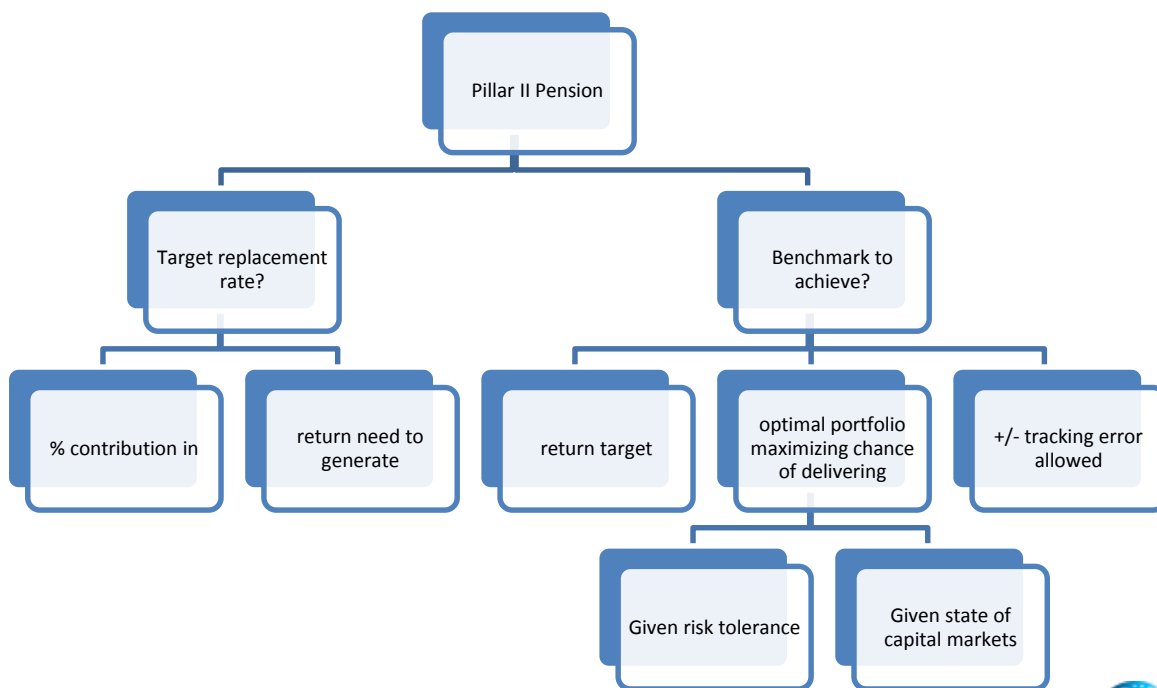 Pillar II Pension
Target replacement
rate?
Benchmark to
achieve?
% contribution in
return need to
generate
return target
optimal portfolio
maximizing chance
of delivering
+/- tracking error
allowed
Given risk tolerance
Given state of
capital markets